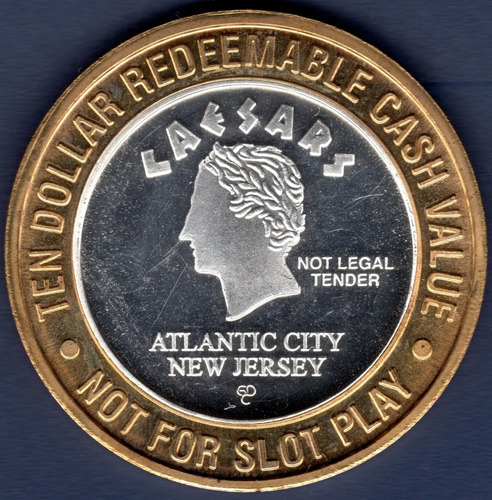 TEN DOLLAR REDEEMABLE CASH VALUE
CAESARS
NOT LEGAL
TENDER
ATLANTIC CITY
NEW JERSEY
• NOT FOR SLOT PLAY •